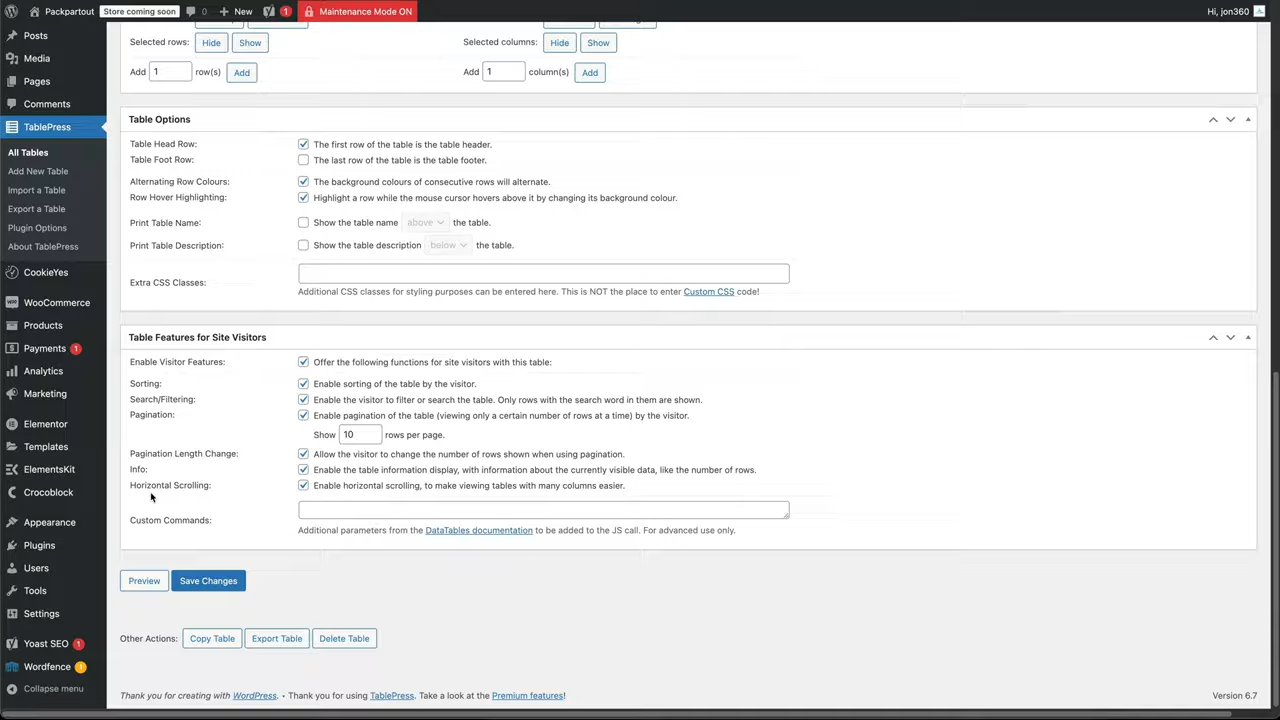 Packpartout Store coming soon 0 New 1 Maintenance Mode ON Hi, jon360
Posts
Media
Pages
Comments
TablePress
All Tables
Add New Table
Import a Table
Export a Table
Plugin Options
About TablePress
CookieYes
WooCommerce
Products
Payments 1
Analytics
Marketing
Elementor
Templates
ElementsKit
Crocoblock
Appearance
Plugins
Users
Tools
Settings
Yoast SEO 1
Wordfence 1
Collapse menu
Selected rows: Hide Show Selected columns: Hide Show
Add 1 row(s) Add Add 1 column(s) Add
Table Options
Table Head Row: The first row of the table is the table header.
Table Foot Row: The last row of the table is the table footer.
Alternating Row Colours: The background colours of consecutive rows will alternate.
Row Hover Highlighting: Highlight a row while the mouse cursor hovers above it by changing its background colour.
Print Table Name: Show the table name above the table.
Print Table Description: Show the table description below the table.
Extra CSS Classes:
Additional CSS classes for styling purposes can be entered here. This is NOT the place to enter Custom CSS code!
Table Features for Site Visitors
Enable Visitor Features: Offer the following functions for site visitors with this table:
Sorting: Enable sorting of the table by the visitor.
Search/Filtering: Enable the visitor to filter or search the table. Only rows with the search word in them are shown.
Pagination: Enable pagination of the table (viewing only a certain number of rows at a time) by the visitor.
Show 10 rows per page.
Pagination Length Change: Allow the visitor to change the number of rows shown when using pagination.
Info: Enable the table information display, with information about the currently visible data, like the number of rows.
Horizontal Scrolling: Enable horizontal scrolling, to make viewing tables with many columns easier.
Custom Commands:
Additional parameters from the DataTables documentation to be added to the JS call. For advanced use only.
Preview Save Changes
Other Actions: Copy Table Export Table Delete Table
Thank you for creating with WordPress. • Thank you for using TablePress. Take a look at the Premium features! Version 6.7